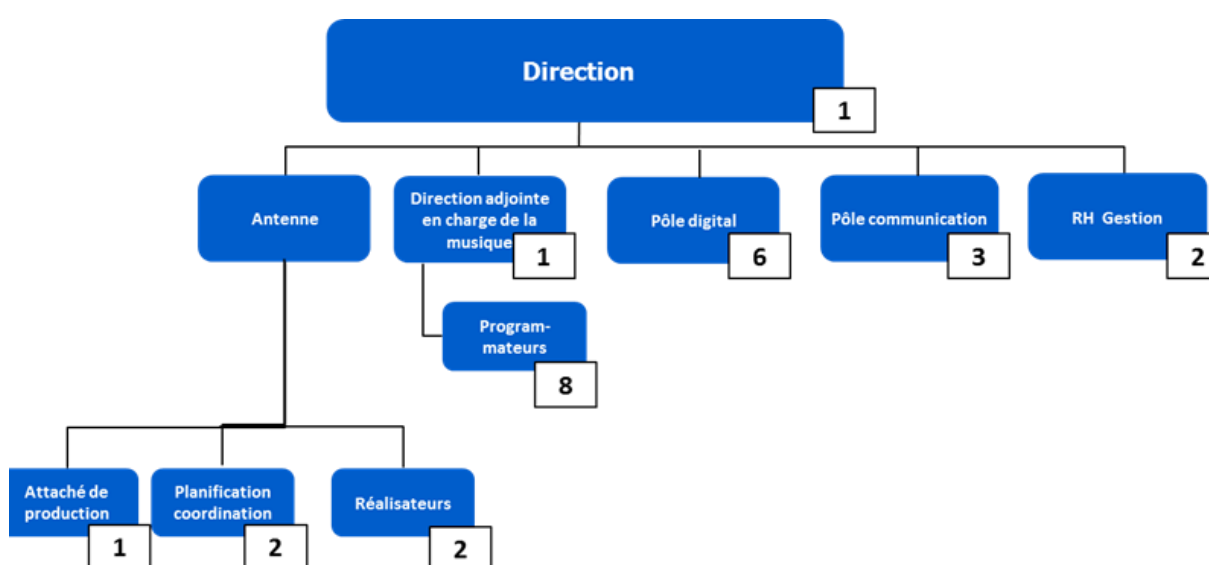 Direction
1
Antenne
Direction adjointe
en charge de la
musique
1
Pôle digital
6
Pôle communication
3
RH Gestion
2
Program-
mateurs
8
Attaché de
production
1
Planification
coordination
2
Réalisateurs
2